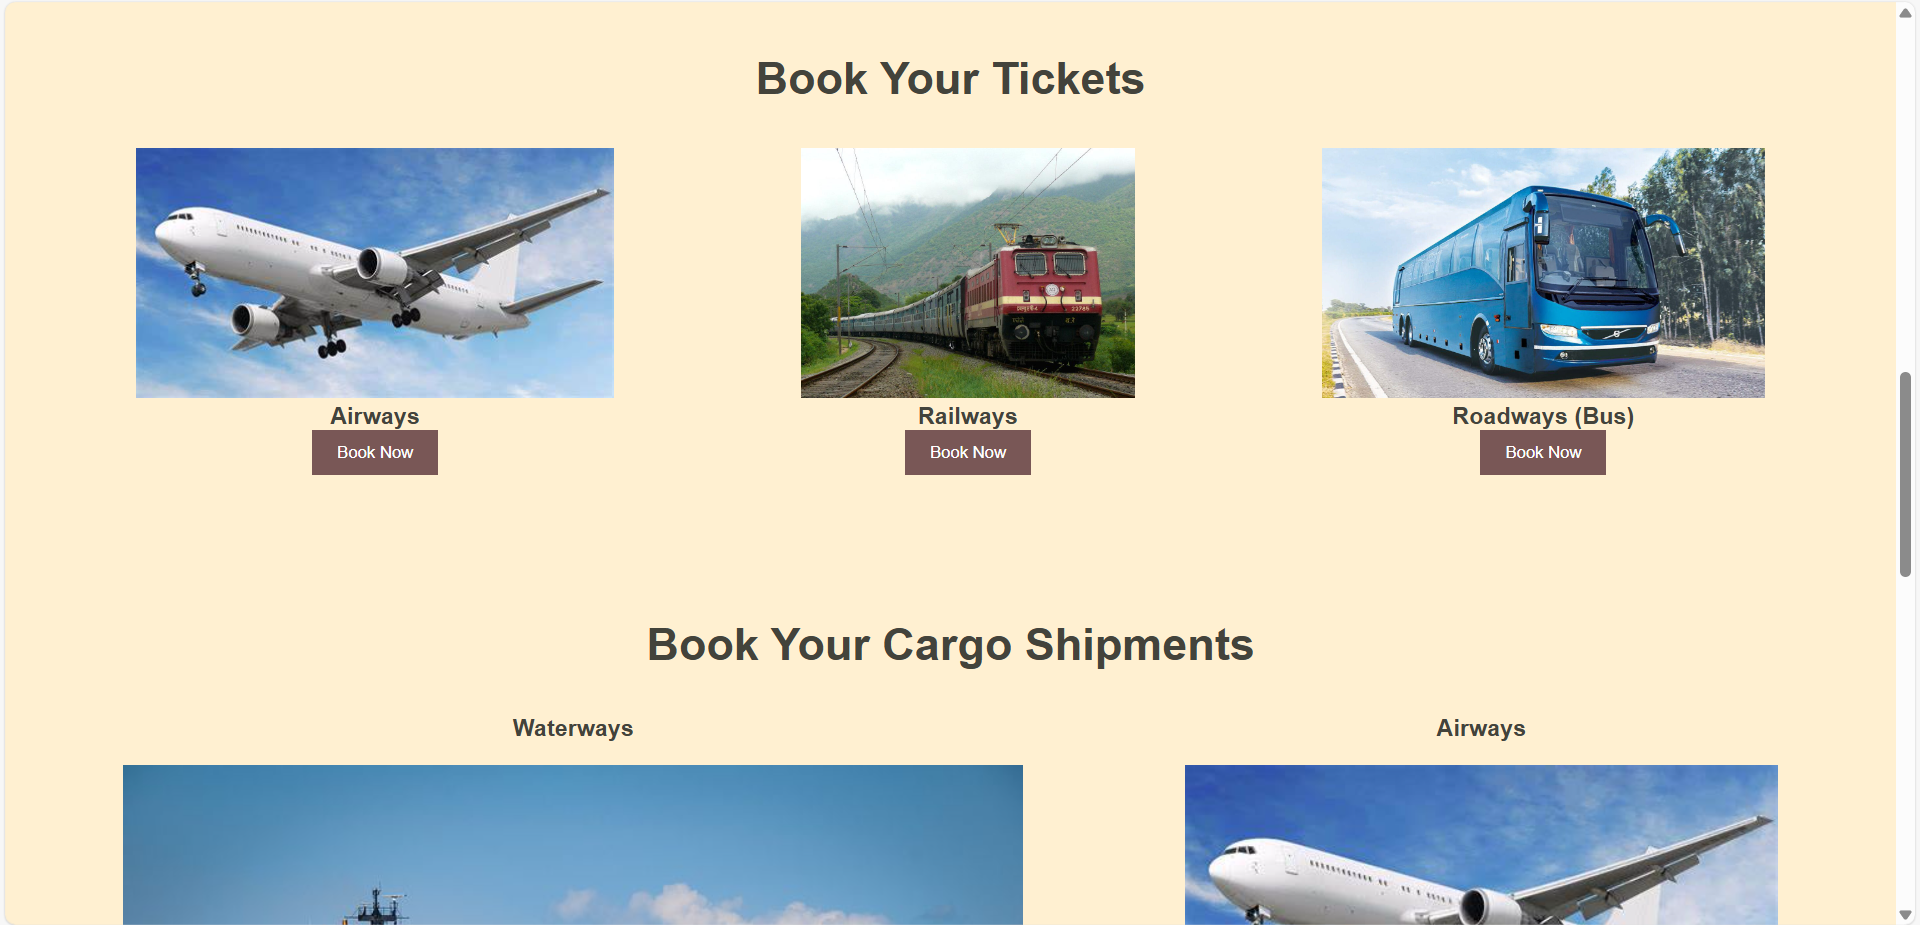 Book Your Tickets
Airways
Railways
Roadways (Bus)
Book Now
Book Now
Book Now
Book Your Cargo Shipments
Waterways
Airways